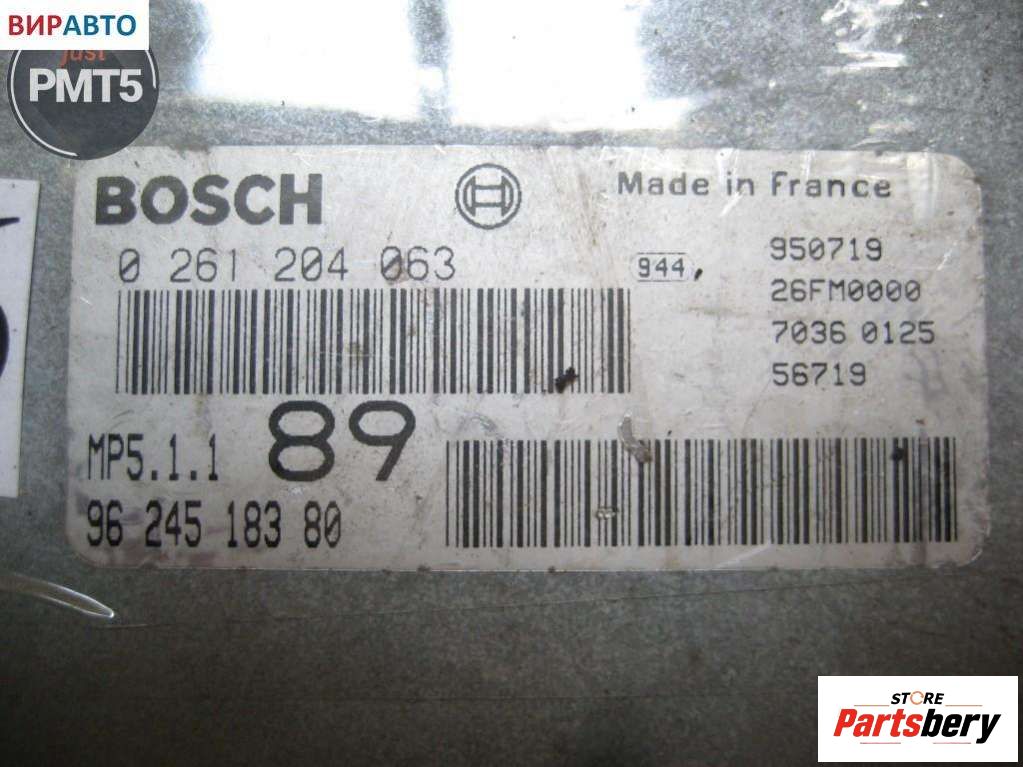 ВИРАВТО
just
PMT5
BOSCH
Made in France
0 261 204 063
944,
950719
26FM0000
7036 0125
56719
MP5.1.1
89
96 245 183 80
STORE
Partsbery